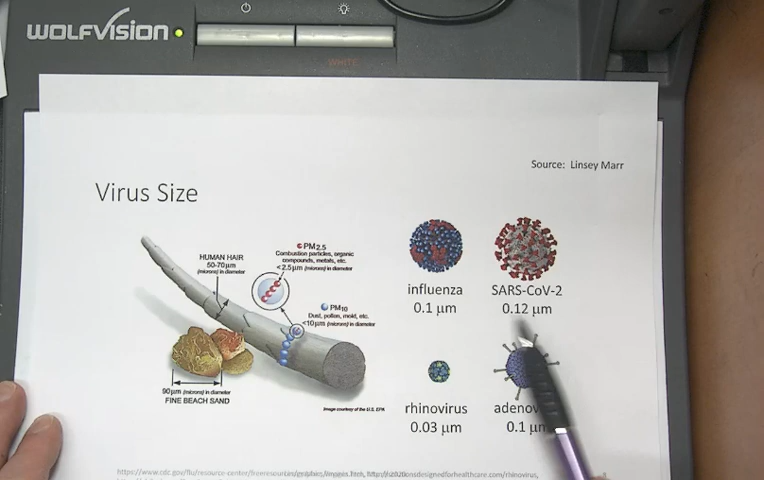 WOLFVISION
WHITE
Source: Linsey Marr
Virus Size
HUMAN HAIR
50-70μm
(microns) in diameter
PM2.5
Combustion particles, organic
compounds, metals, etc.
<2.5μm (microns) in diameter
PM10
Dust, pollen, mold, etc.
<10μm (microns) in diameter
90μm (microns) in diameter
FINE BEACH SAND
Image courtesy of the U.S. EPA
influenza
0.1 μm
SARS-CoV-2
0.12 μm
rhinovirus
0.03 μm
0.1